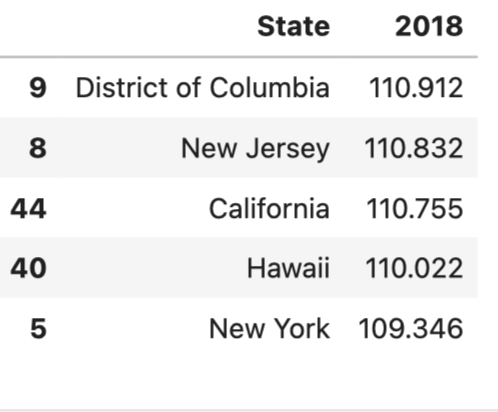 State 2018
9 District of Columbia 110.912
8 New Jersey 110.832
44 California 110.755
40 Hawaii 110.022
5 New York 109.346